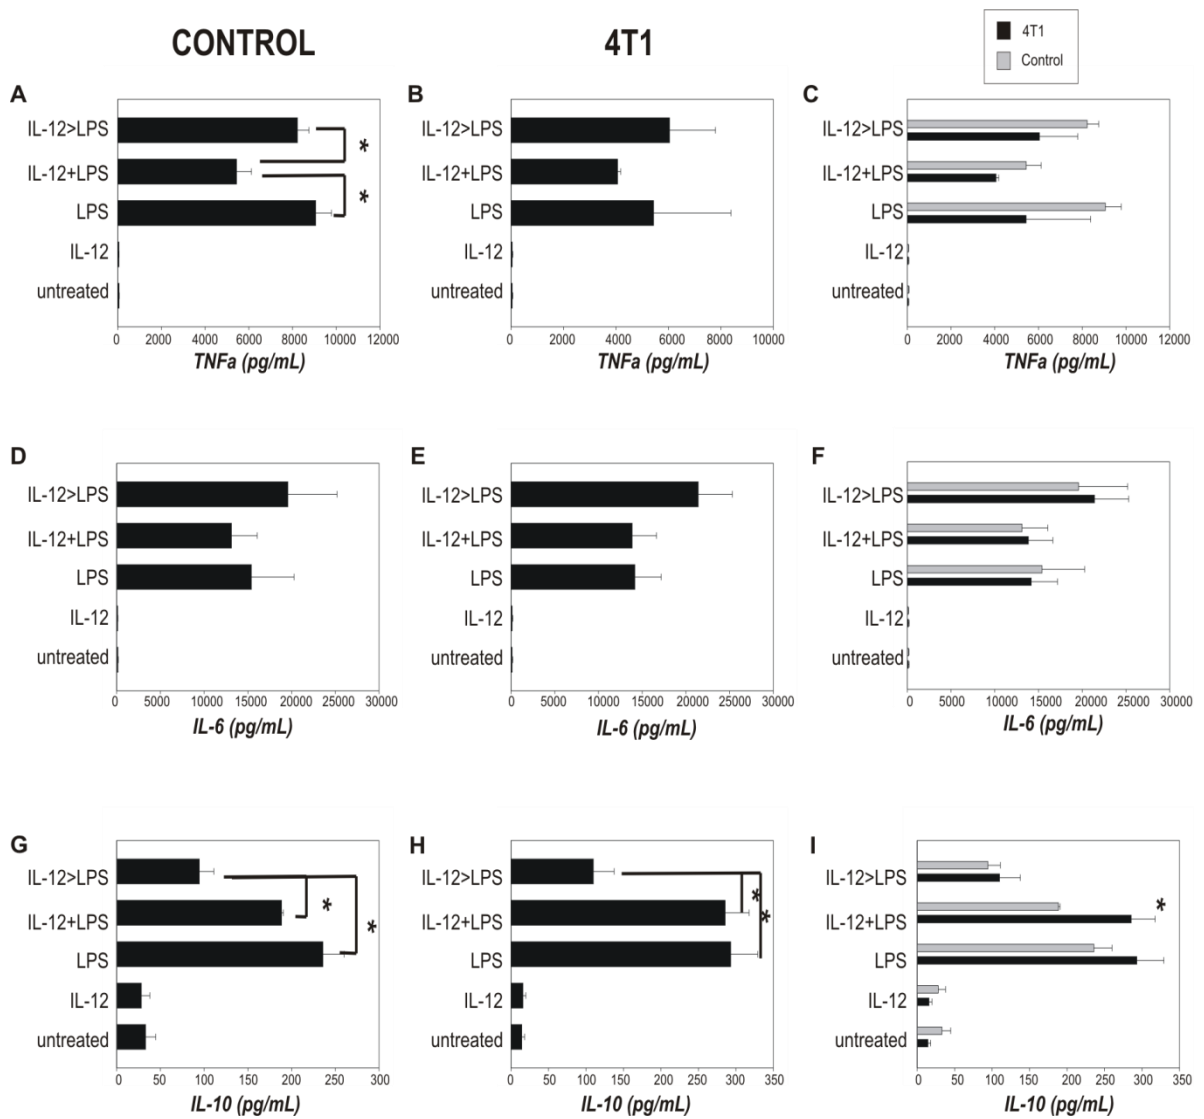 CONTROL
4T1
4T1
Control
A
IL-12>LPS
IL-12+LPS
LPS
IL-12
untreated
0 2000 4000 6000 8000 10000 12000
TNFa (pg/mL)
*
*
B
IL-12>LPS
IL-12+LPS
LPS
IL-12
untreated
0 2000 4000 6000 8000 10000
TNFa (pg/mL)
C
IL-12>LPS
IL-12+LPS
LPS
IL-12
untreated
0 2000 4000 6000 8000 10000 12000
TNFa (pg/mL)
D
IL-12>LPS
IL-12+LPS
LPS
IL-12
untreated
0 5000 10000 15000 20000 25000 30000
IL-6 (pg/mL)
E
IL-12>LPS
IL-12+LPS
LPS
IL-12
untreated
0 5000 10000 15000 20000 25000 30000
IL-6 (pg/mL)
F
IL-12>LPS
IL-12+LPS
LPS
IL-12
untreated
0 5000 10000 15000 20000 25000 30000
IL-6 (pg/mL)
G
IL-12>LPS
IL-12+LPS
LPS
IL-12
untreated
0 50 100 150 200 250 300
IL-10 (pg/mL)
*
*
H
IL-12>LPS
IL-12+LPS
LPS
IL-12
untreated
0 50 100 150 200 250 300 350
IL-10 (pg/mL)
*
*
I
IL-12>LPS
IL-12+LPS
LPS
IL-12
untreated
0 50 100 150 200 250 300 350
IL-10 (pg/mL)
*